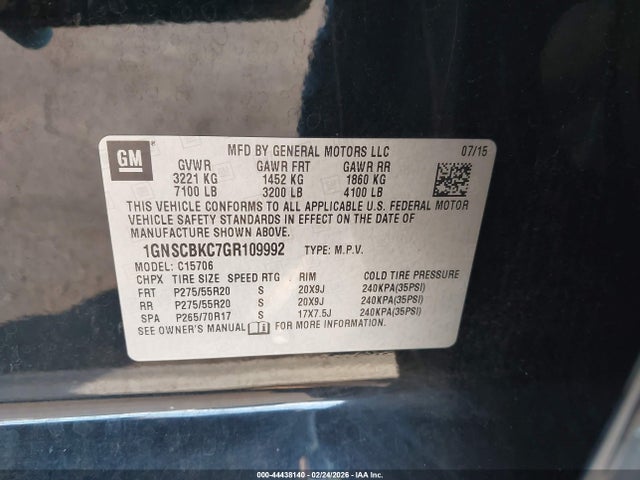 GM
MFD BY GENERAL MOTORS LLC 07/15
GVWR GAWR FRT GAWR RR
3221 KG 1452 KG 1860 KG
7100 LB 3200 LB 4100 LB
THIS VEHICLE CONFORMS TO ALL APPLICABLE U.S. FEDERAL MOTOR
VEHICLE SAFETY STANDARDS IN EFFECT ON THE DATE OF
MANUFACTURE SHOWN ABOVE.
1GNSCBKC7GR109992 TYPE: M.P.V.
MODEL: C15706
CHPX TIRE SIZE SPEED RTG RIM COLD TIRE PRESSURE
FRT P275/55R20 S 20X9J 240KPA(35PSI)
RR P275/55R20 S 20X9J 240KPA(35PSI)
SPA P265/70R17 S 17X7.5J 240KPA(35PSI)
SEE OWNER'S MANUAL FOR MORE INFORMATION.
000-44438140 - 02/24/2026 - IAAI.COM